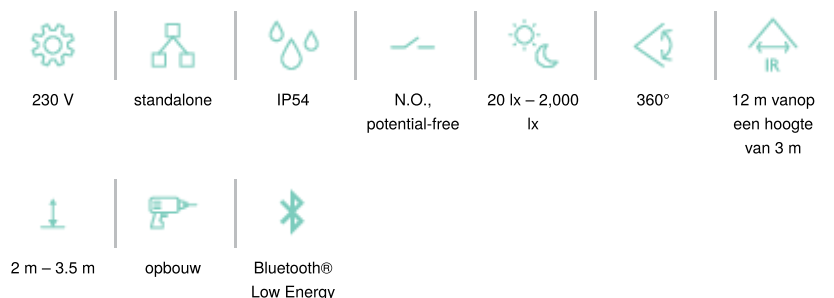 IR
230 V
standalone
IP54
N.O.,
potential-free
20 lx – 2,000
lx
360°
12 m vanop
een hoogte
van 3 m
2 m – 3.5 m
opbouw
Bluetooth®
Low Energy